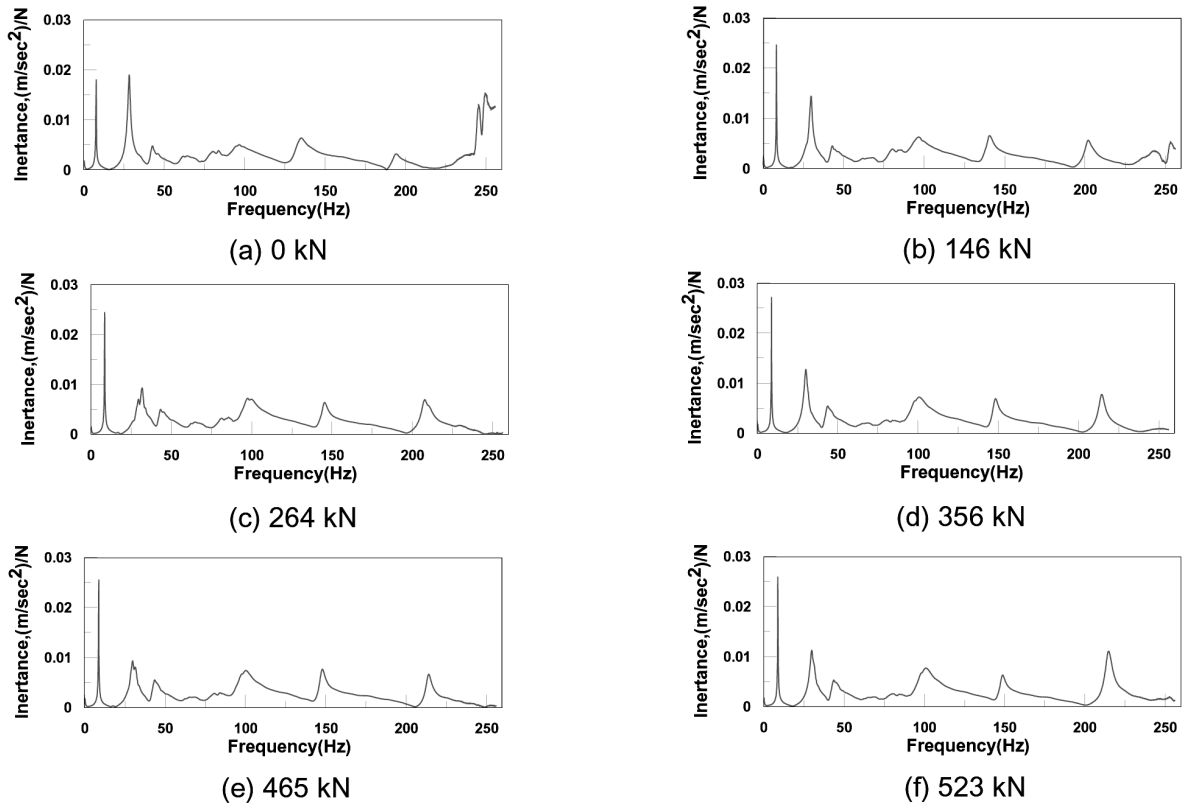 Inertance,(m/sec²)/N
0.03
0.02
0.01
0
0 50 100 150 200 250
Frequency(Hz)
(a) 0 kN
Inertance,(m/sec²)/N
0.03
0.02
0.01
0
0 50 100 150 200 250
Frequency(Hz)
(b) 146 kN
Inertance,(m/sec²)/N
0.03
0.02
0.01
0
0 50 100 150 200 250
Frequency(Hz)
(c) 264 kN
Inertance,(m/sec²)/N
0.03
0.02
0.01
0
0 50 100 150 200 250
Frequency(Hz)
(d) 356 kN
Inertance,(m/sec²)/N
0.03
0.02
0.01
0
0 50 100 150 200 250
Frequency(Hz)
(e) 465 kN
Inertance,(m/sec²)/N
0.03
0.02
0.01
0
0 50 100 150 200 250
Frequency(Hz)
(f) 523 kN